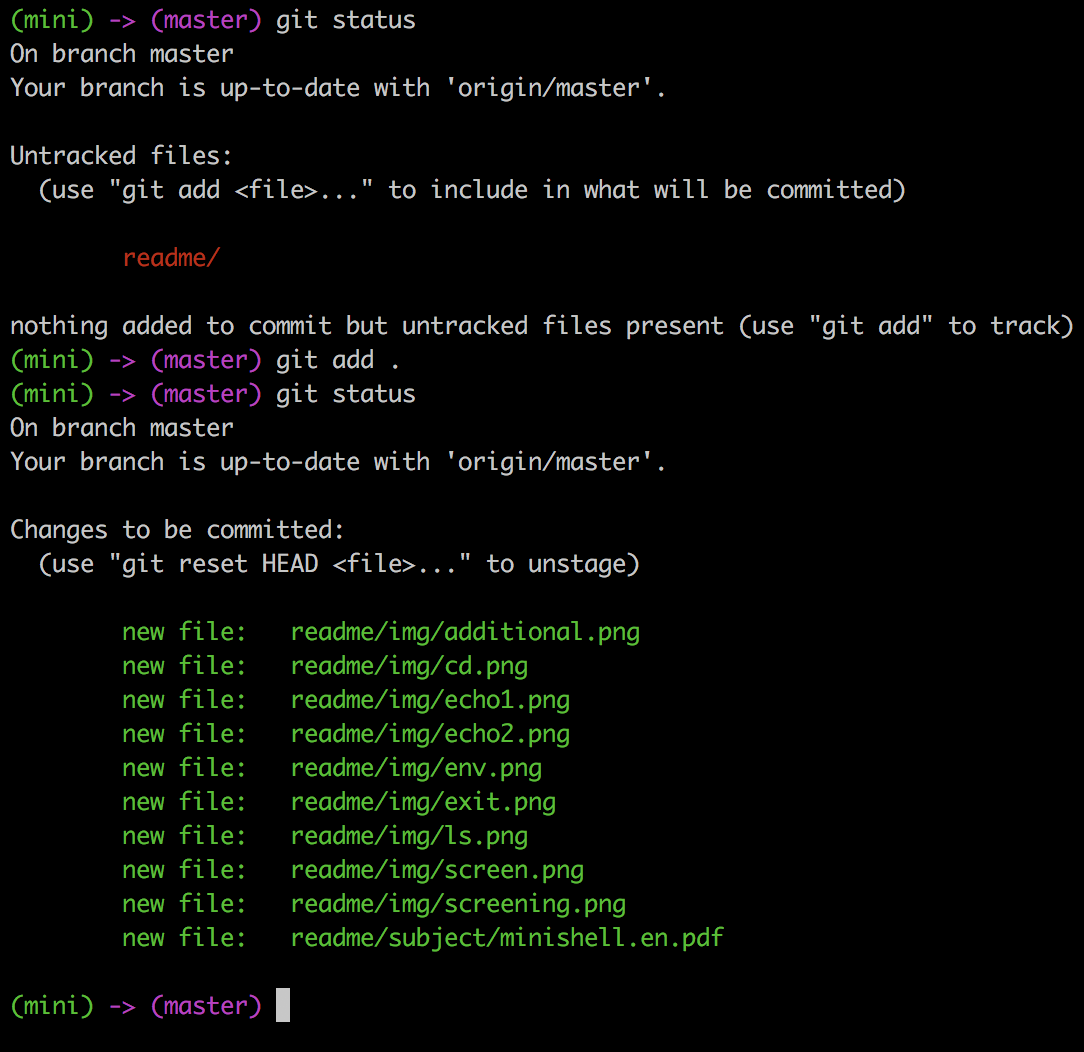 (mini) -> (master) git status
On branch master
Your branch is up-to-date with 'origin/master'.
Untracked files:
  (use "git add <file>..." to include in what will be committed)
        readme/
nothing added to commit but untracked files present (use "git add" to track)
(mini) -> (master) git add .
(mini) -> (master) git status
On branch master
Your branch is up-to-date with 'origin/master'.
Changes to be committed:
  (use "git reset HEAD <file>..." to unstage)
        new file:   readme/img/additional.png
        new file:   readme/img/cd.png
        new file:   readme/img/echo1.png
        new file:   readme/img/echo2.png
        new file:   readme/img/env.png
        new file:   readme/img/exit.png
        new file:   readme/img/ls.png
        new file:   readme/img/screen.png
        new file:   readme/img/screening.png
        new file:   readme/subject/minishell.en.pdf
(mini) -> (master)